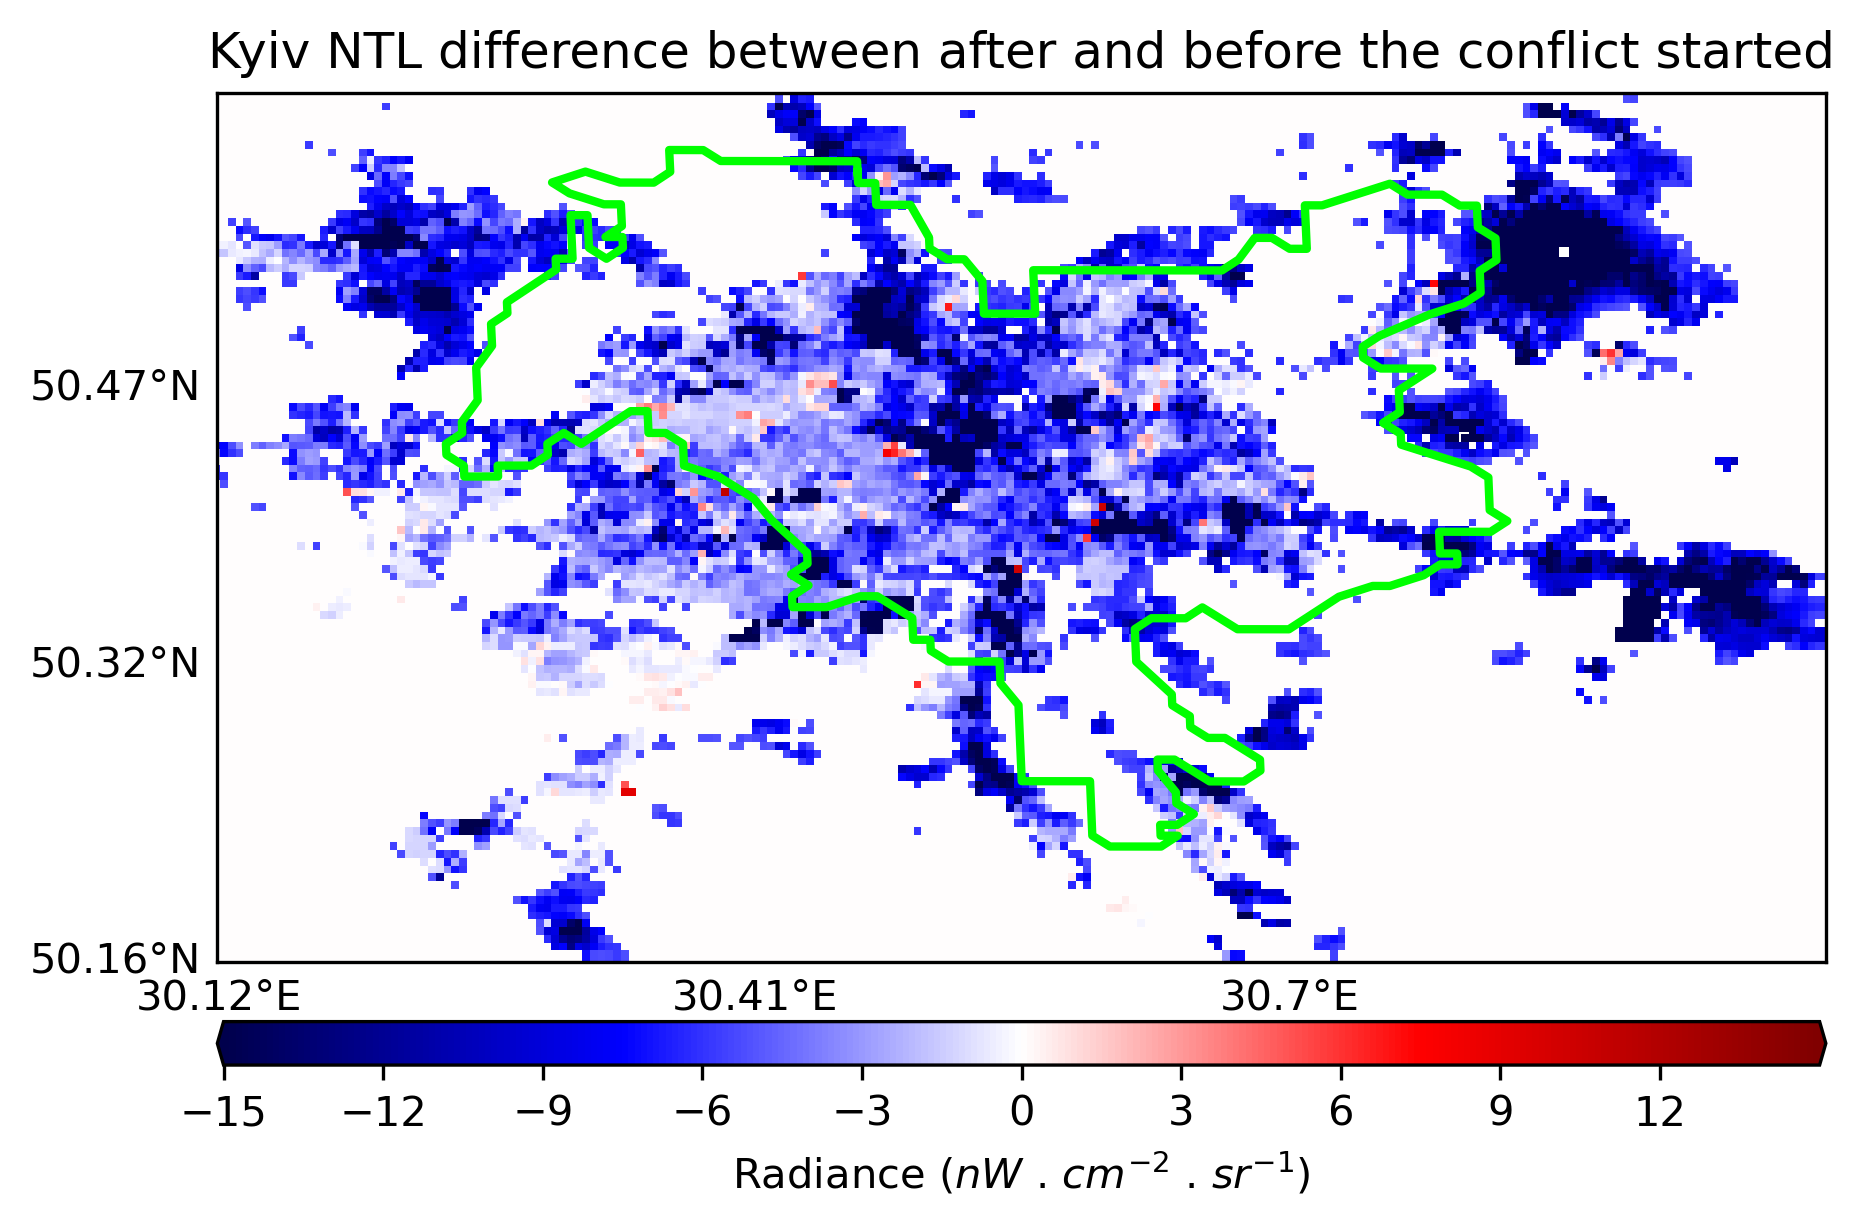 Kyiv NTL difference between after and before the conflict started
50.47°N
50.32°N
50.16°N
30.12°E 30.41°E 30.7°E
−15 −12 −9 −6 −3 0 3 6 9 12
Radiance (nW . cm⁻² . sr⁻¹)